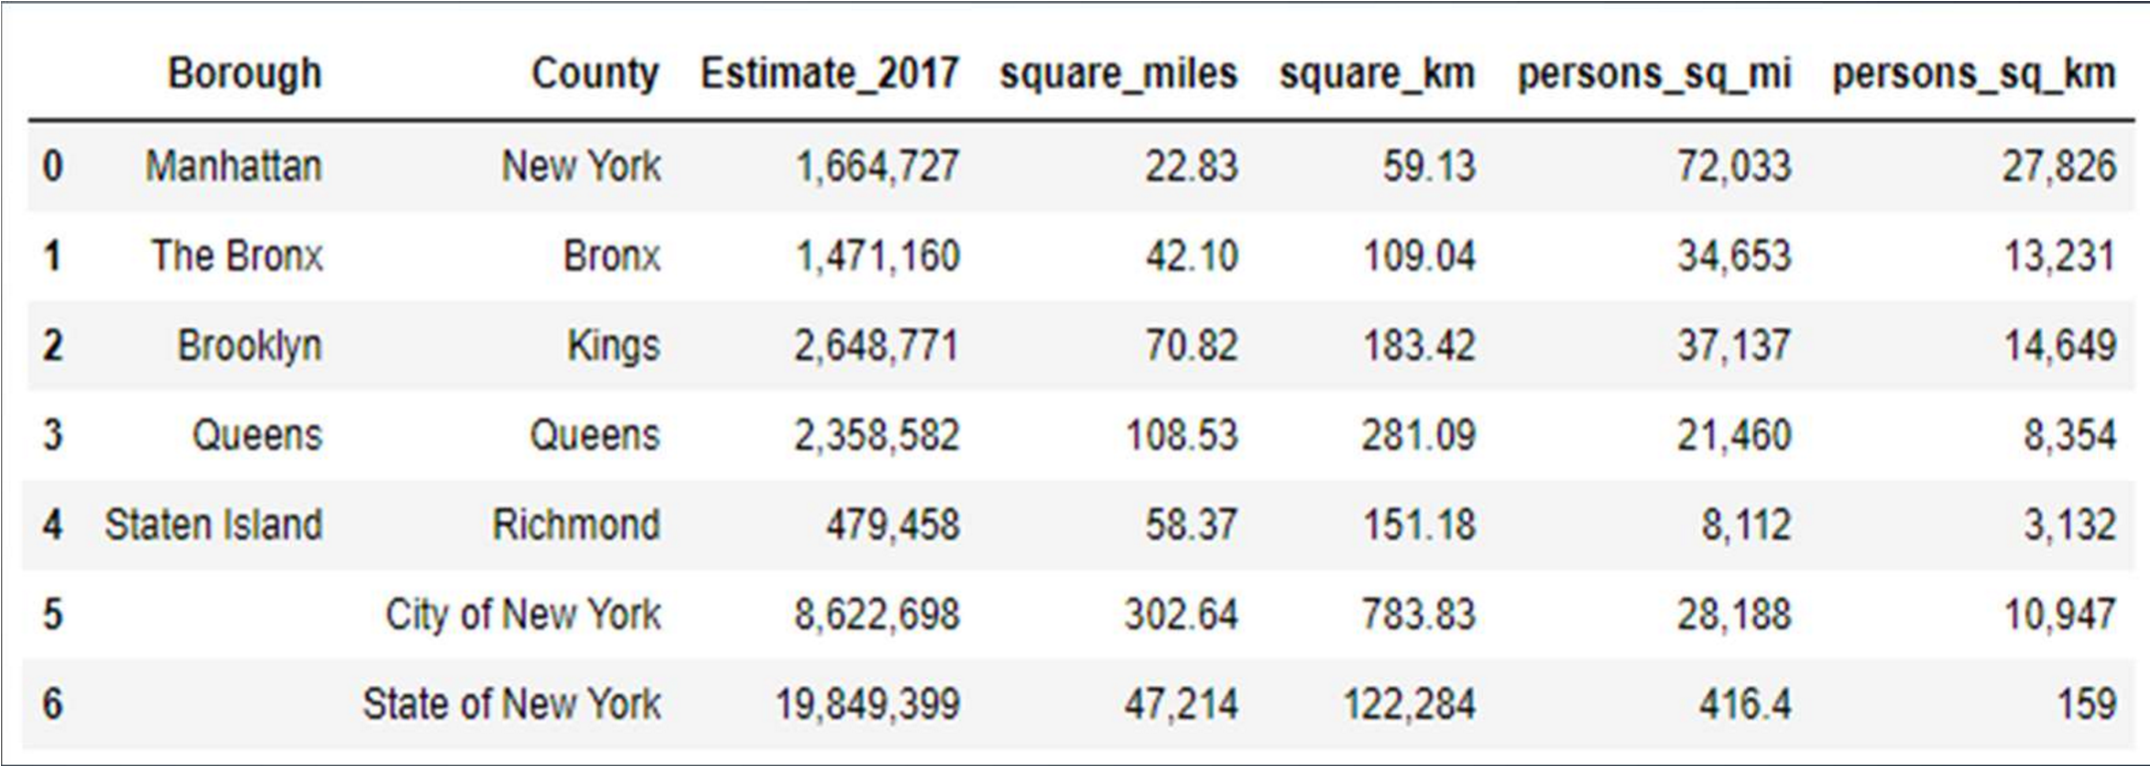 Borough County Estimate_2017 square_miles square_km persons_sq_mi persons_sq_km
0 Manhattan New York 1,664,727 22.83 59.13 72,033 27,826
1 The Bronx Bronx 1,471,160 42.10 109.04 34,653 13,231
2 Brooklyn Kings 2,648,771 70.82 183.42 37,137 14,649
3 Queens Queens 2,358,582 108.53 281.09 21,460 8,354
4 Staten Island Richmond 479,458 58.37 151.18 8,112 3,132
5 City of New York 8,622,698 302.64 783.83 28,188 10,947
6 State of New York 19,849,399 47,214 122,284 416.4 159